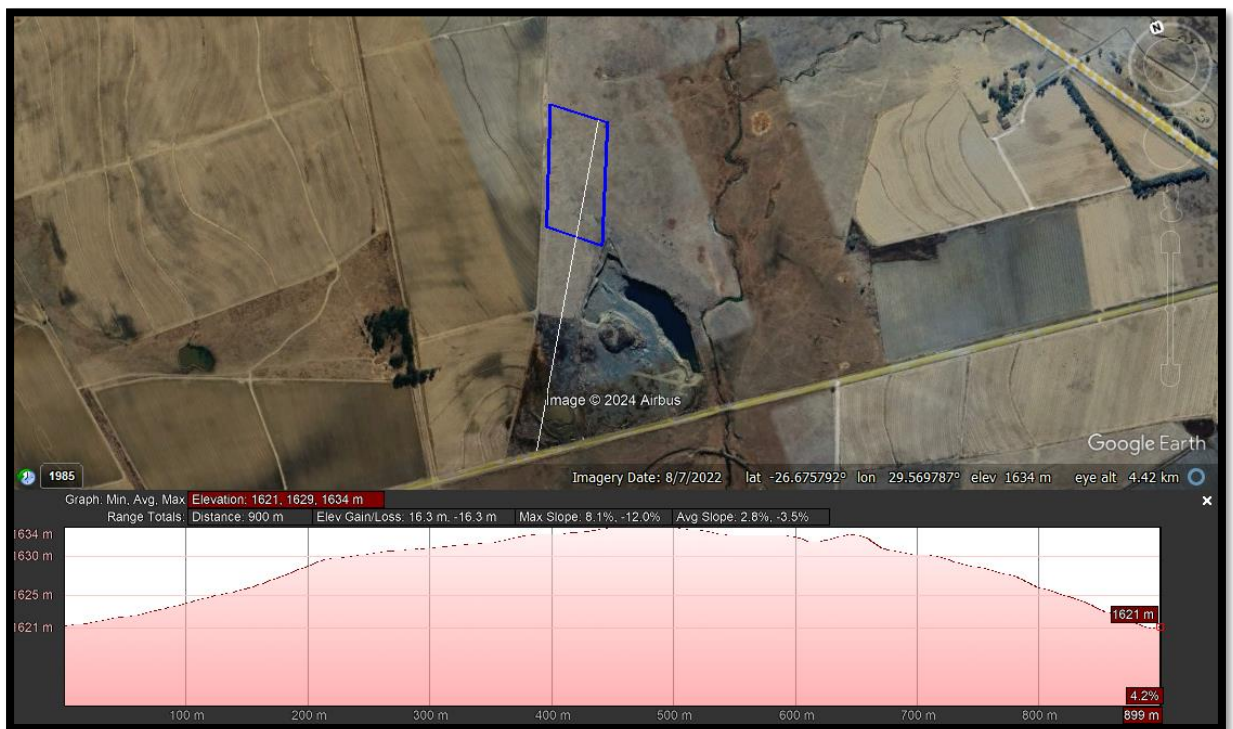 N
Image © 2024 Airbus
Google Earth
1985
Imagery Date: 8/7/2022 lat -26.675792° lon 29.569787° elev 1634 m eye alt 4.42 km
Graph: Min, Avg, Max Elevation: 1621, 1629, 1634 m
Range Totals: Distance: 900 m Elev Gain/Loss: 16.3 m, -16.3 m Max Slope: 8.1%, -12.0% Avg Slope: 2.8%, -3.5%
1634 m
1630 m
1625 m
1621 m
1621 m
4.2%
100 m 200 m 300 m 400 m 500 m 600 m 700 m 800 m 899 m